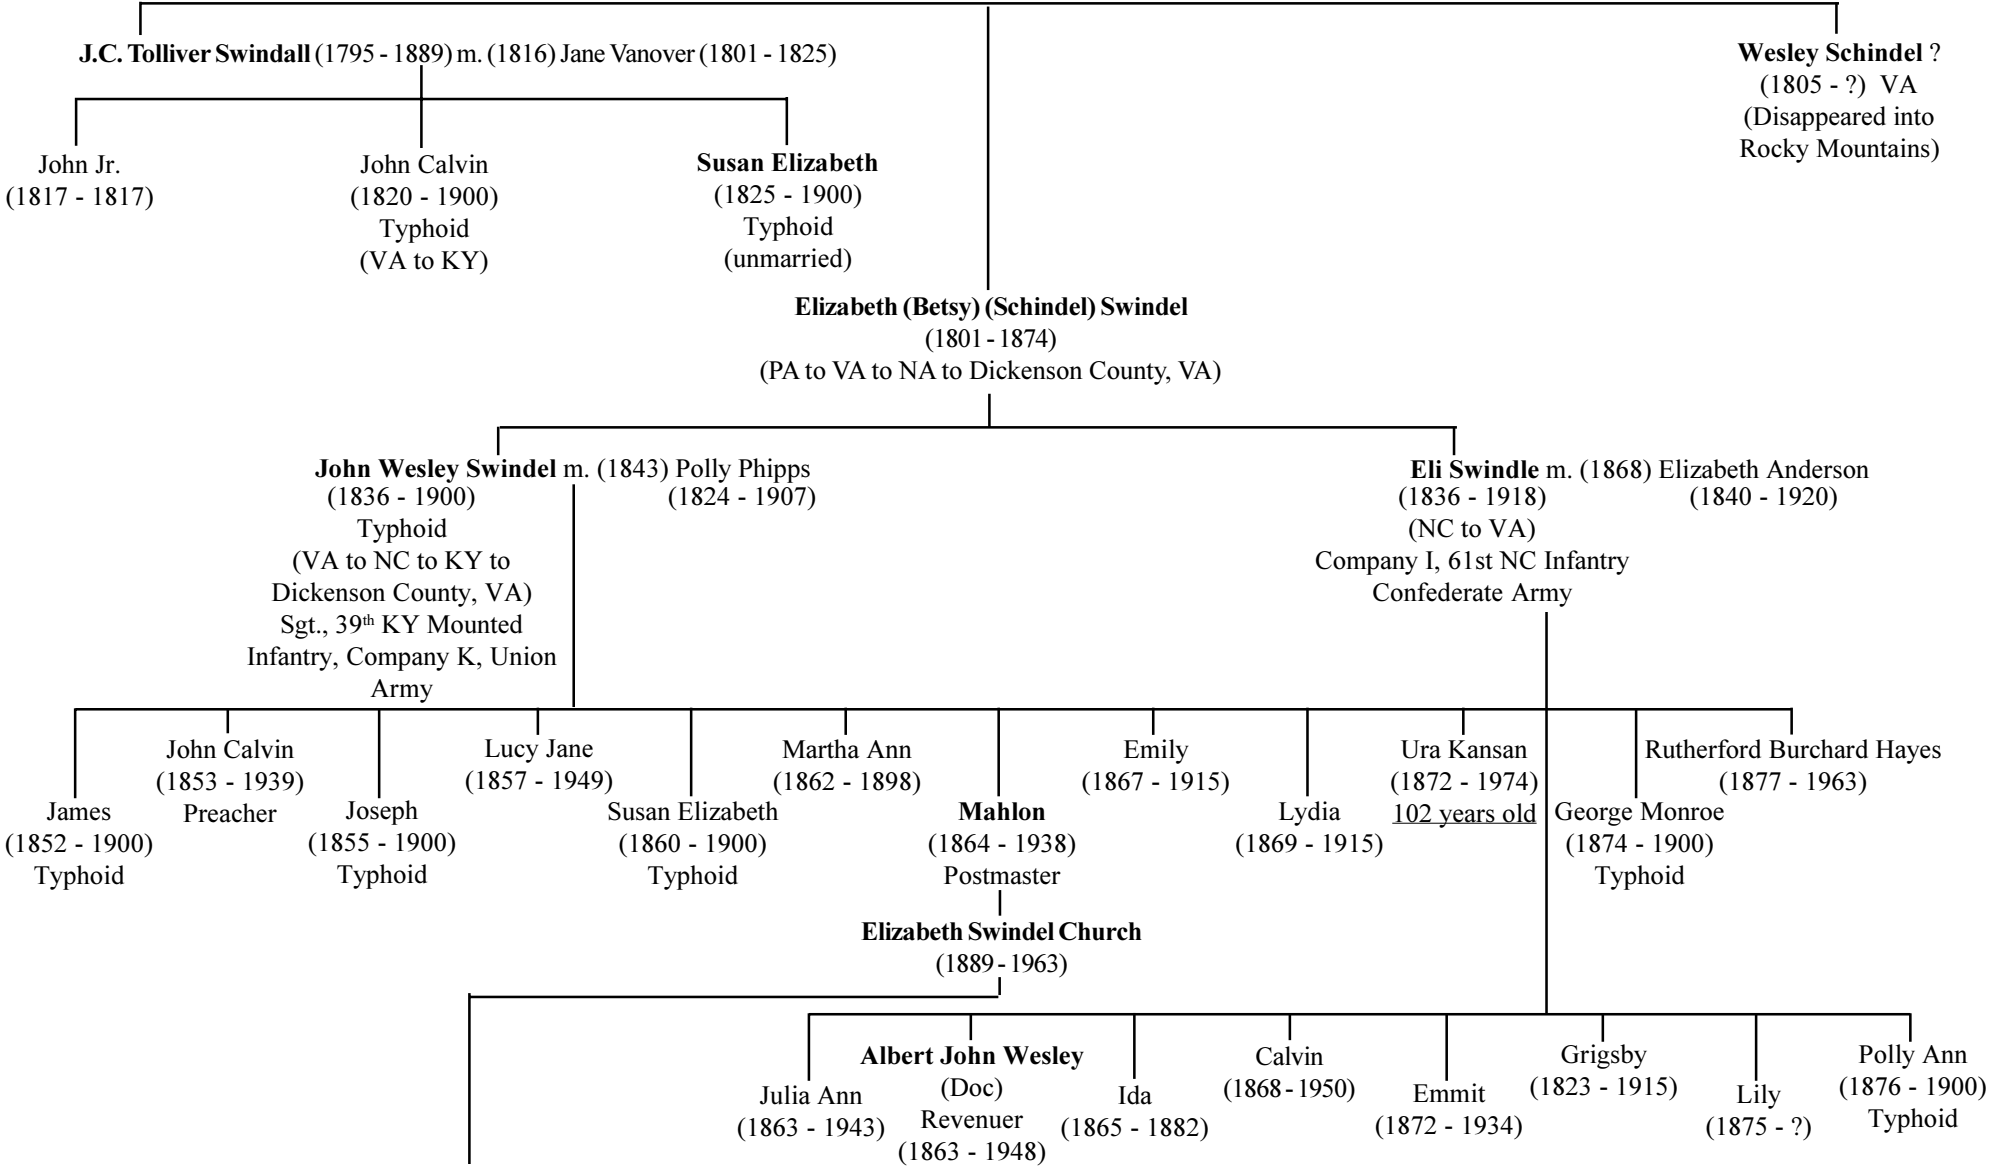 J.C. Tolliver Swindall (1795 - 1889) m. (1816) Jane Vanover (1801 - 1825)
Wesley Schindel ?
(1805 - ?) VA
(Disappeared into
Rocky Mountains)
John Jr.
(1817 - 1817)
John Calvin
(1820 - 1900)
Typhoid
(VA to KY)
Susan Elizabeth
(1825 - 1900)
Typhoid
(unmarried)
Elizabeth (Betsy) (Schindel) Swindel
(1801 - 1874)
(PA to VA to NA to Dickenson County, VA)
John Wesley Swindel m. (1843) Polly Phipps
(1836 - 1900) (1824 - 1907)
Typhoid
(VA to NC to KY to
Dickenson County, VA)
Sgt., 39th KY Mounted
Infantry, Company K, Union
Army
Eli Swindle m. (1868) Elizabeth Anderson
(1836 - 1918) (1840 - 1920)
(NC to VA)
Company I, 61st NC Infantry
Confederate Army
James
(1852 - 1900)
Typhoid
John Calvin
(1853 - 1939)
Preacher
Joseph
(1855 - 1900)
Typhoid
Lucy Jane
(1857 - 1949)
Susan Elizabeth
(1860 - 1900)
Typhoid
Martha Ann
(1862 - 1898)
Mahlon
(1864 - 1938)
Postmaster
Emily
(1867 - 1915)
Lydia
(1869 - 1915)
Ura Kansan
(1872 - 1974)
102 years old
George Monroe
(1874 - 1900)
Typhoid
Rutherford Burchard Hayes
(1877 - 1963)
Elizabeth Swindel Church
(1889 - 1963)
Julia Ann
(1863 - 1943)
Albert John Wesley
(Doc)
Revenuer
(1863 - 1948)
Ida
(1865 - 1882)
Calvin
(1868 - 1950)
Emmit
(1872 - 1934)
Grigsby
(1823 - 1915)
Lily
(1875 - ?)
Polly Ann
(1876 - 1900)
Typhoid